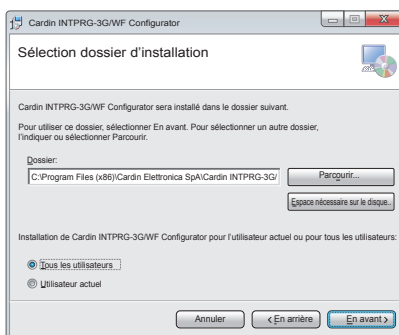 Cardin INTPRG-3G/WF Configurator
Sélection dossier d'installation
Cardin INTPRG-3G/WF Configurator sera installé dans le dossier suivant.
Pour utiliser ce dossier, sélectionner En avant. Pour sélectionner un autre dossier,
l'indiquer ou sélectionner Parcourir.
Dossier:
C:\Program Files (x86)\Cardin Elettronica SpA\Cardin INTPRG-3G/
Parcourir...
Espace nécessaire sur le disque..
Installation de Cardin INTPRG-3G/WF Configurator pour l'utilisateur actuel ou pour tous les utilisateurs:
Tous les utilisateurs
Utilisateur actuel
Annuler < En arrière En avant >